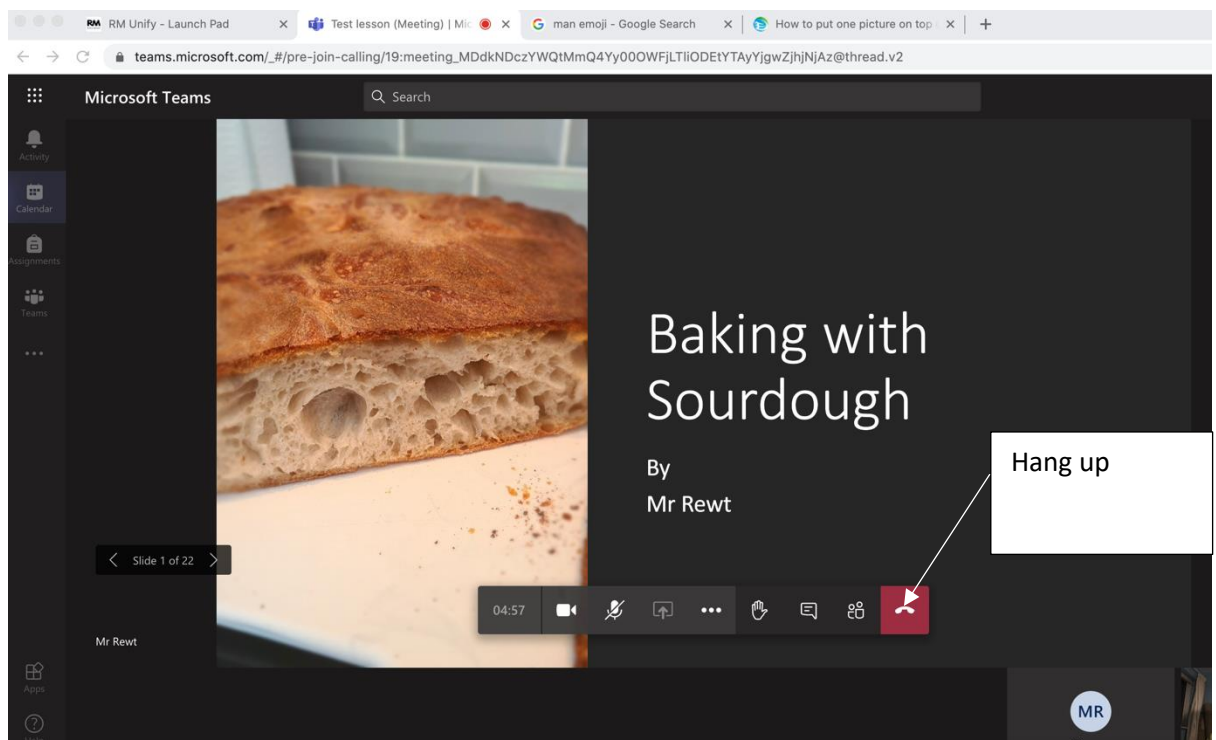 RM RM Unify - Launch Pad
Test lesson (Meeting) | Mic
G man emoji - Google Search
How to put one picture on top
teams.microsoft.com/_#/pre-join-calling/19:meeting_MDdkNDczYWQtMmQ4Yy00OWFjLTliODEtYTAyYjgwZjhjNjAz@thread.v2
Microsoft Teams
Search
Activity
Calendar
Assignments
Teams
Baking with
Sourdough
By
Mr Rewt
Hang up
Slide 1 of 22
04:57
Mr Rewt
Apps
MR